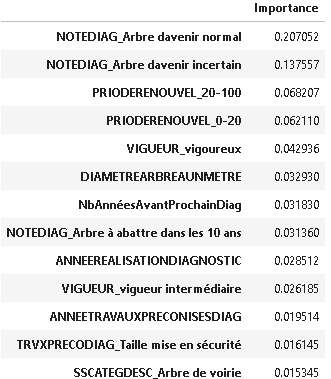 Importance
NOTEDIAG_Arbre davenir normal 0.207052
NOTEDIAG_Arbre davenir incertain 0.137557
PRIODERENOUVEL_20-100 0.068207
PRIODERENOUVEL_0-20 0.062110
VIGUEUR_vigoureux 0.042936
DIAMETREARBREAUNMETRE 0.032930
NbAnnéesAvantProchainDiag 0.031830
NOTEDIAG_Arbre à abattre dans les 10 ans 0.031360
ANNEEREALISATIONDIAGNOSTIC 0.028512
VIGUEUR_vigueur intermédiaire 0.026185
ANNEETRAVAUXPRECONISESDIAG 0.019514
TRVXPRECODIAG_Taille mise en sécurité 0.016145
SSCATEGDESC_Arbre de voirie 0.015345